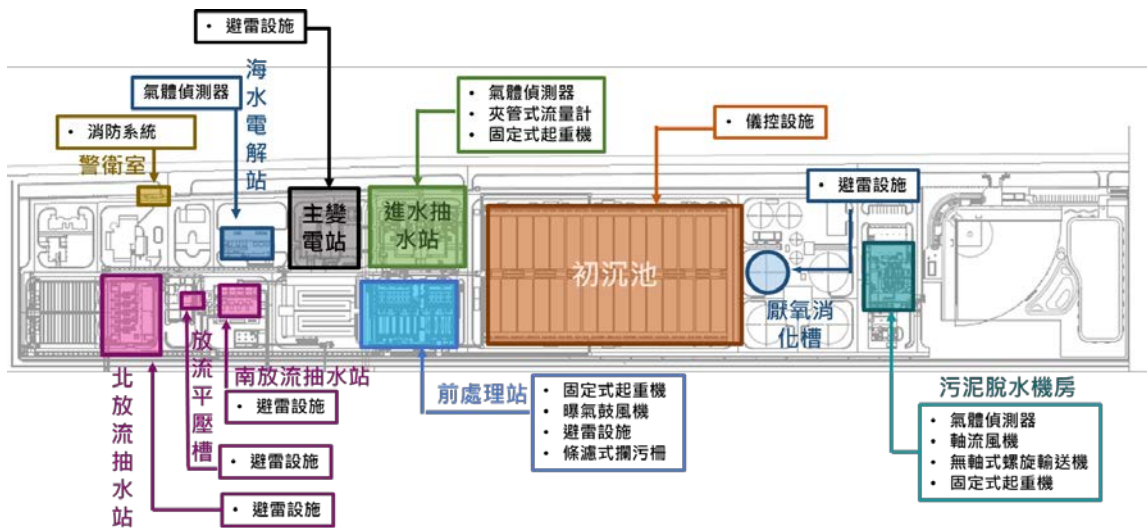 • 避雷設施
氣體偵測器
海水電解站
• 消防系統
警衛室
• 氣體偵測器
• 夾管式流量計
• 固定式起重機
• 儀控設施
• 避雷設施
主變
電站
進水抽
水站
初沉池
厭氧消
化槽
北放流抽水站
放流平壓槽
南放流抽水站
• 避雷設施
• 避雷設施
• 避雷設施
前處理站
• 固定式起重機
• 曝氣鼓風機
• 避雷設施
• 條濾式攔污柵
污泥脫水機房
• 氣體偵測器
• 軸流風機
• 無軸式螺旋輸送機
• 固定式起重機